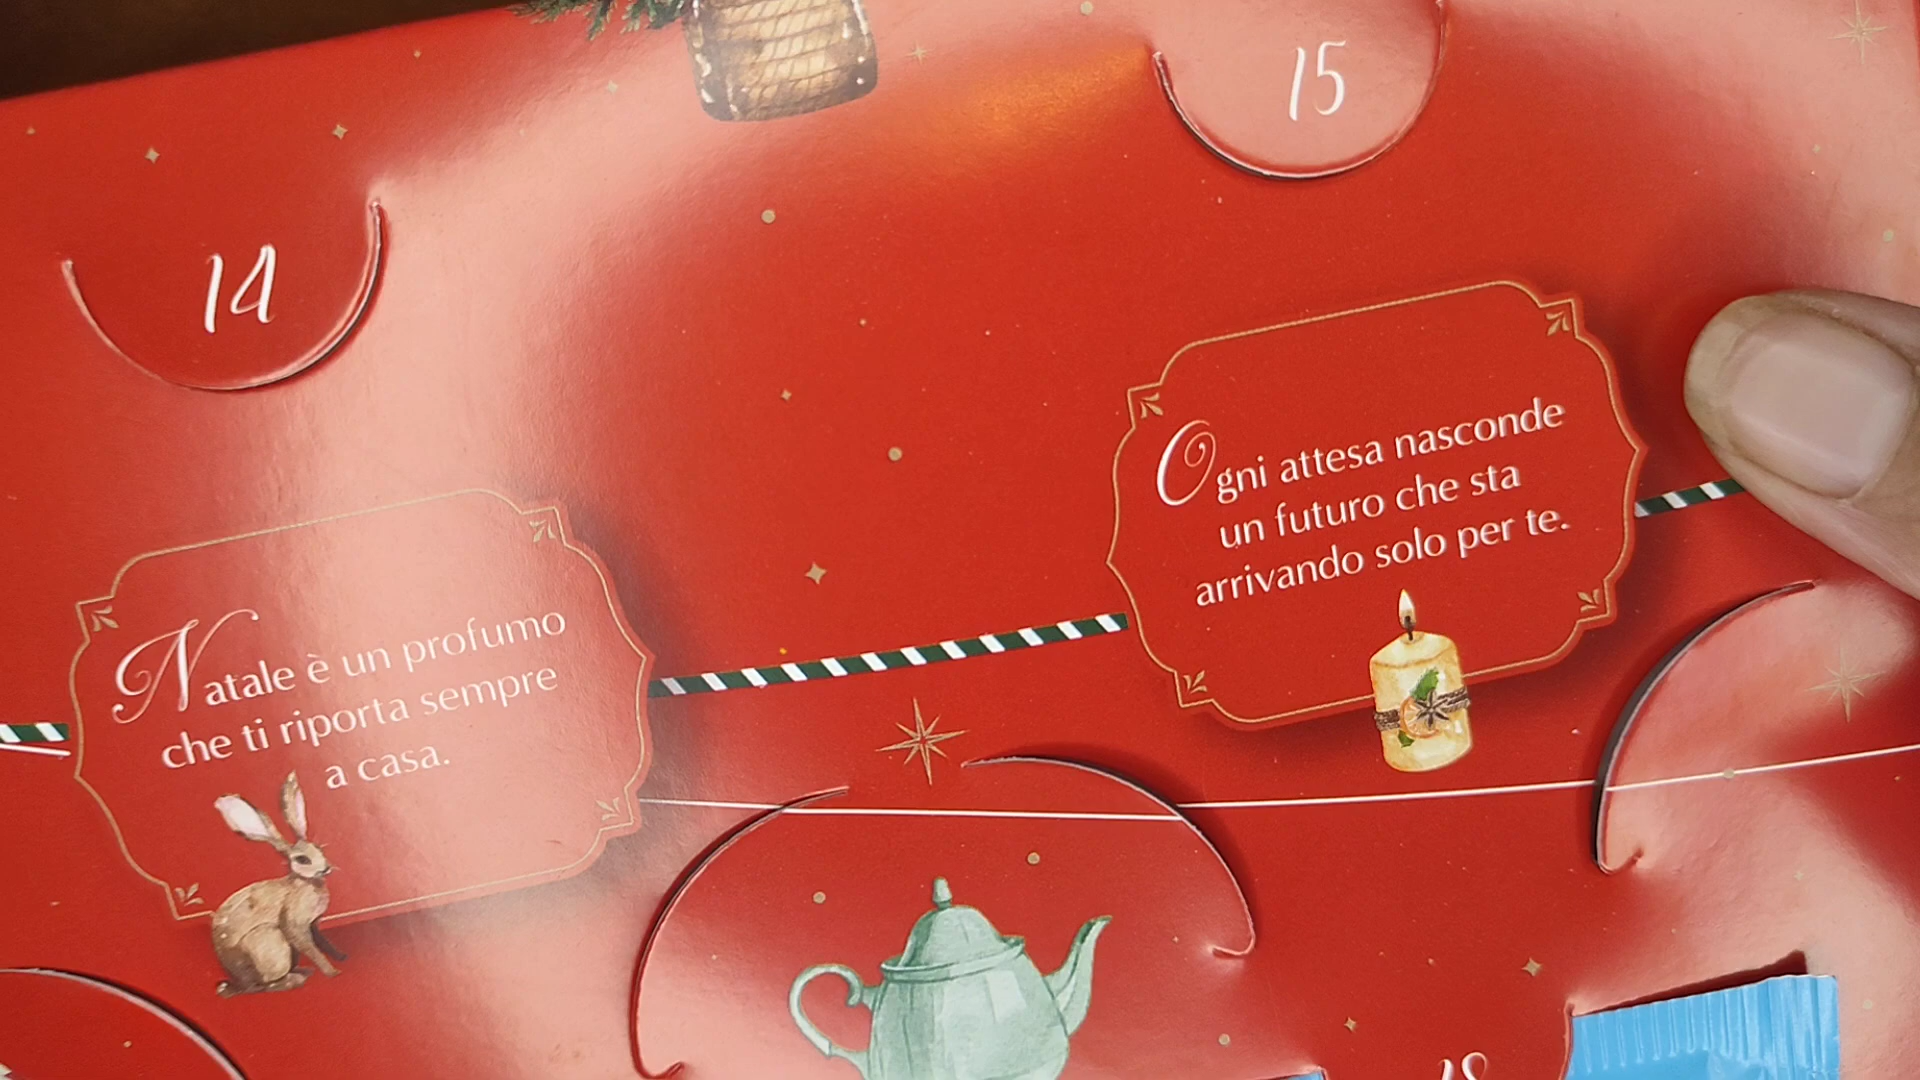 15
14
Ogni attesa nasconde
un futuro che sta
arrivando solo per te.
Natale è un profumo
che ti riporta sempre
a casa.
18